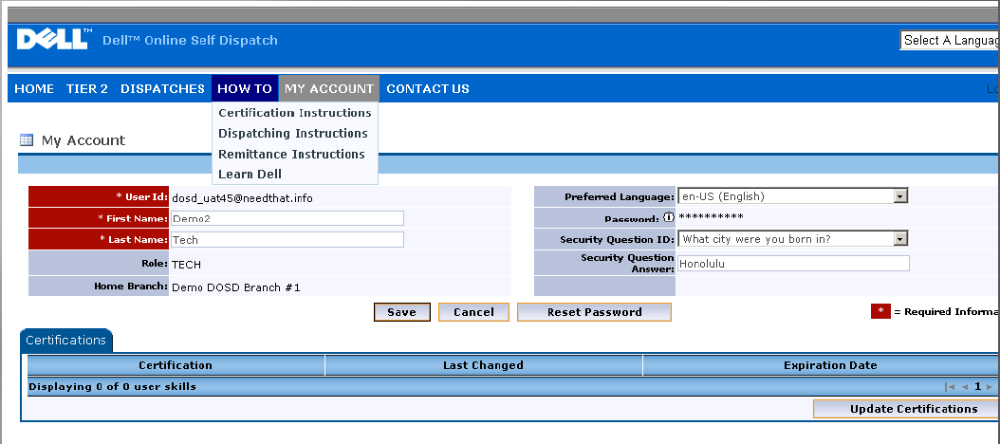 DELL™ Dell™ Online Self Dispatch
Select A Languag
HOME TIER 2 DISPATCHES HOW TO MY ACCOUNT CONTACT US Lo
Certification Instructions
Dispatching Instructions
Remittance Instructions
Learn Dell
My Account
* User Id: dosd_uat45@needthat.info
* First Name: Demo2
* Last Name: Tech
Role: TECH
Home Branch: Demo DOSD Branch #1
Preferred Language: en-US (English)
Password: **********
Security Question ID: What city were you born in?
Security Question
Answer: Honolulu
Save Cancel Reset Password
* = Required Informa
Certifications
Certification Last Changed Expiration Date
Displaying 0 of 0 user skills 1
Update Certifications